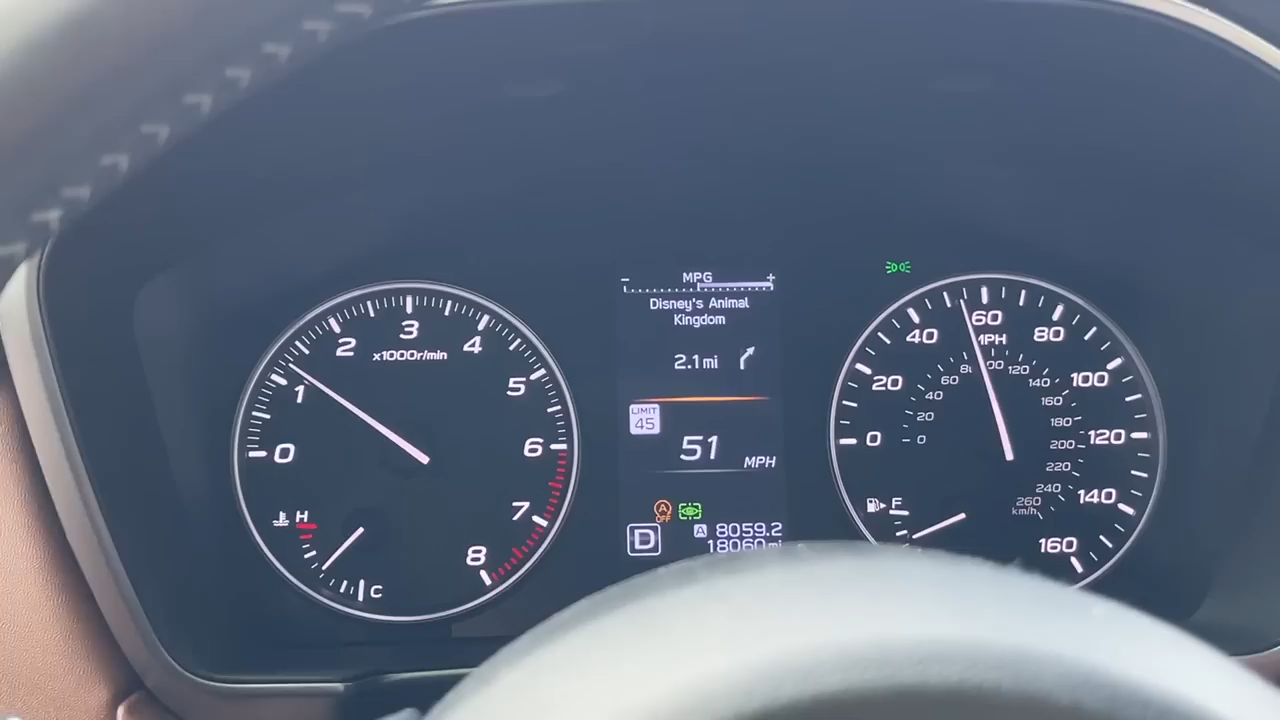 0
1
2
3
4
5
6
7
8
x1000r/min
H
C
- MPG +
Disney's Animal
Kingdom
2.1 mi
LIMIT
45
51
MPH
A
OFF
D
A 8059.2
18060mi
0
20
40
60
80
100
120
140
160
MPH
0
20
40
60
120
140
160
180
200
220
240
260
km/h
F